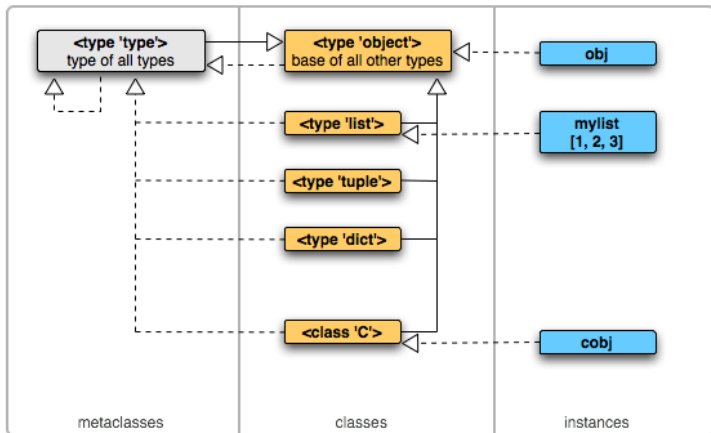 <type 'type'>
type of all types
<type 'object'>
base of all other types
obj
<type 'list'>
mylist
[1, 2, 3]
<type 'tuple'>
<type 'dict'>
<class 'C'>
cobj
metaclasses
classes
instances